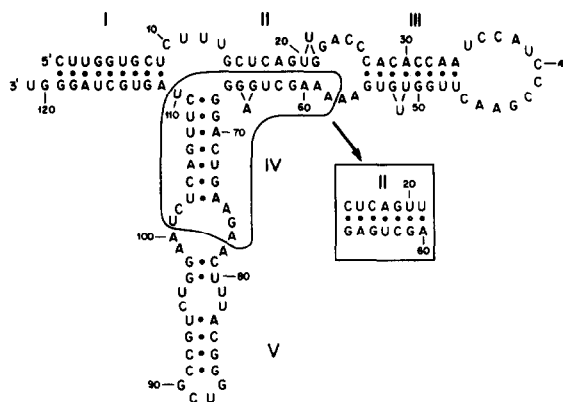 I II III
10 C U U U
20 U G A C C
30 U C C A U C 4
5' C U U G G U G C U
G C U C A G U G
C A C C A A
3' U G G G A U C G U G A U
G G G U C G A A A A A
A
C C G A A C U
120
110
60
50
C G
U G
U A
70
C C
A U
G G
U A
C A
IV
C A
U G
A A
100
A A
G C
G U
80
U U
C U
U A
G C
C G
C G
V
90
G C U
G U
II
20
C U C A G U U
G A G U C G A
60